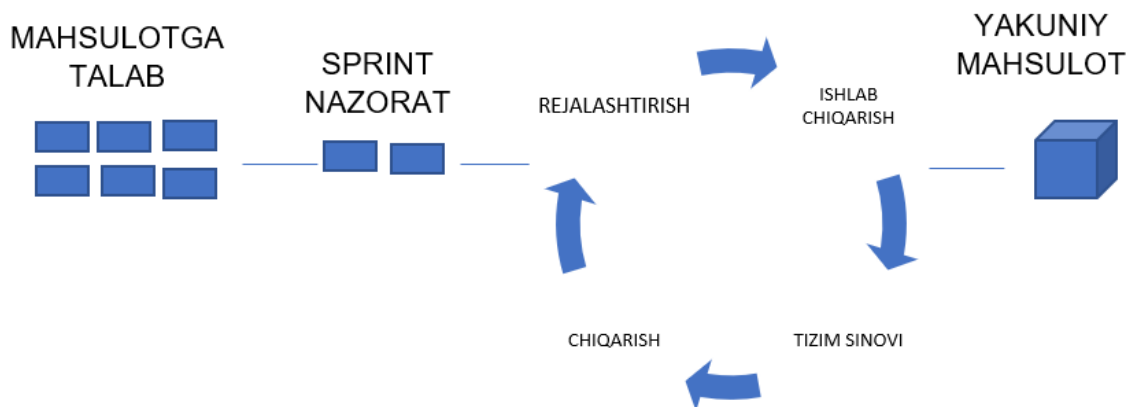 MAHSULOTGA
TALAB
SPRINT
NAZORAT
REJALASHTIRISH
ISHLAB
CHIQARISH
YAKUNIY
MAHSULOT
CHIQARISH
TIZIM SINOVI